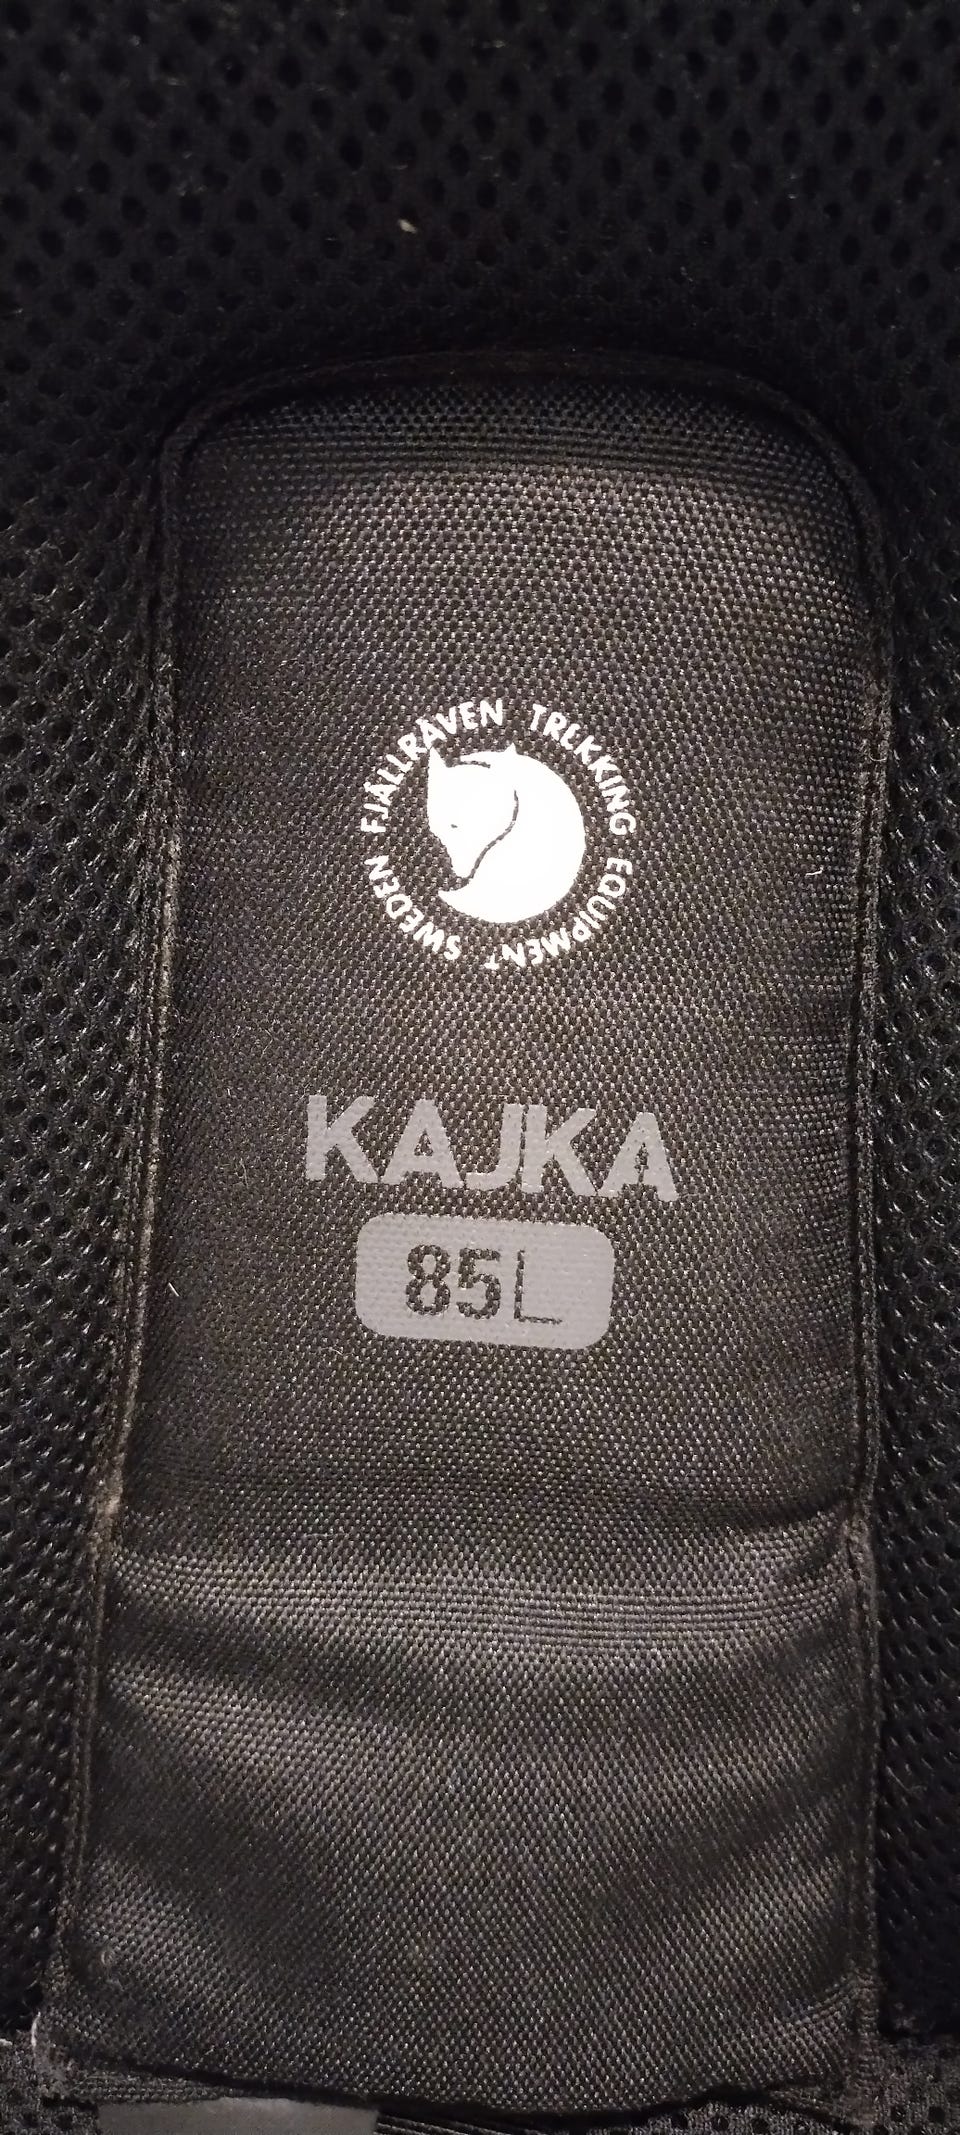 FJÄLLRÄVEN TREKKING EQUIPMENT SWEDEN
KAJKA
85L